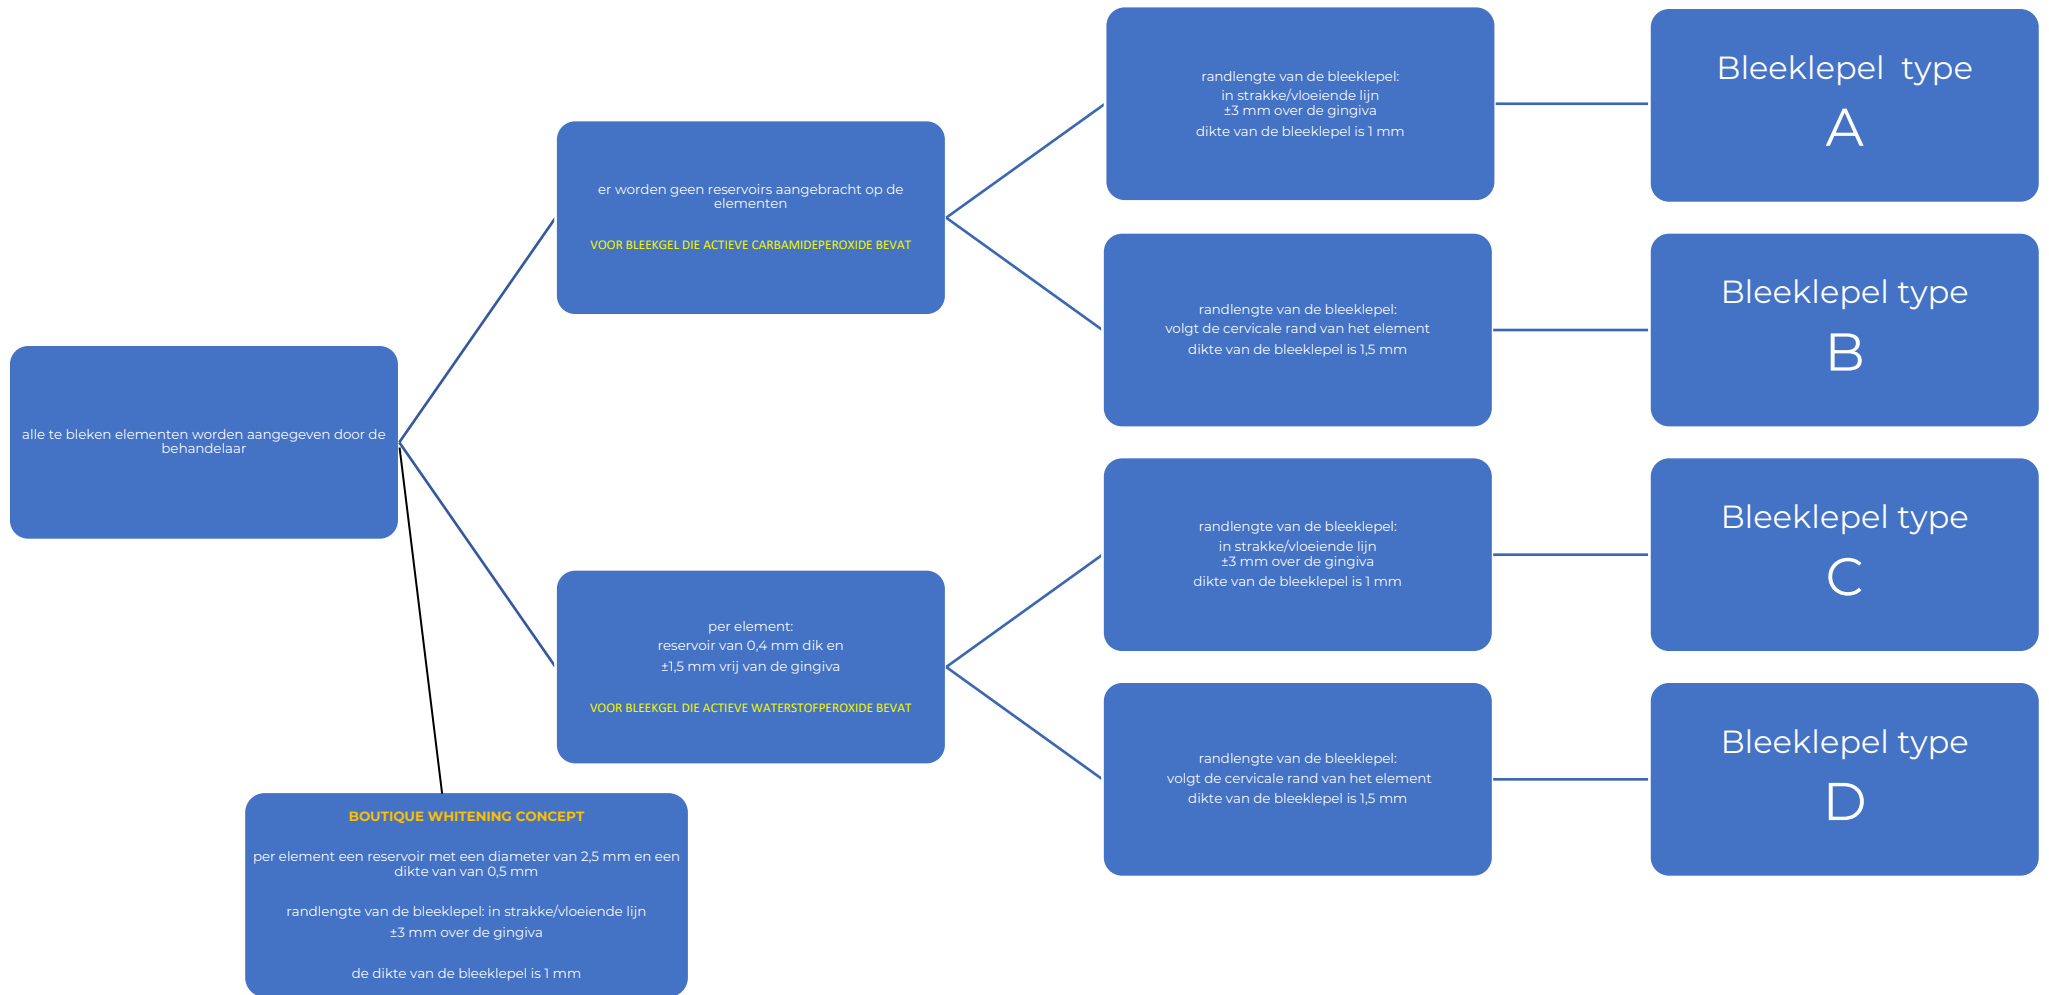 alle te bleken elementen worden aangegeven door de
behandelaar
er worden geen reservoirs aangebracht op de
elementen
VOOR BLEEKGEL DIE ACTIEVE CARBAMIDEPEROXIDE BEVAT
randlengte van de bleeklepel:
in strakke/vloeiende lijn
±3 mm over de gingiva
dikte van de bleeklepel is 1 mm
Bleeklepel type
A
randlengte van de bleeklepel:
volgt de cervicale rand van het element
dikte van de bleeklepel is 1,5 mm
Bleeklepel type
B
per element:
reservoir van 0,4 mm dik en
±1,5 mm vrij van de gingiva
VOOR BLEEKGEL DIE ACTIEVE WATERSTOFPEROXIDE BEVAT
randlengte van de bleeklepel:
in strakke/vloeiende lijn
±3 mm over de gingiva
dikte van de bleeklepel is 1 mm
Bleeklepel type
C
randlengte van de bleeklepel:
volgt de cervicale rand van het element
dikte van de bleeklepel is 1,5 mm
Bleeklepel type
D
BOUTIQUE WHITENING CONCEPT
per element een reservoir met een diameter van 2,5 mm en een
dikte van van 0,5 mm
randlengte van de bleeklepel: in strakke/vloeiende lijn
±3 mm over de gingiva
de dikte van de bleeklepel is 1 mm